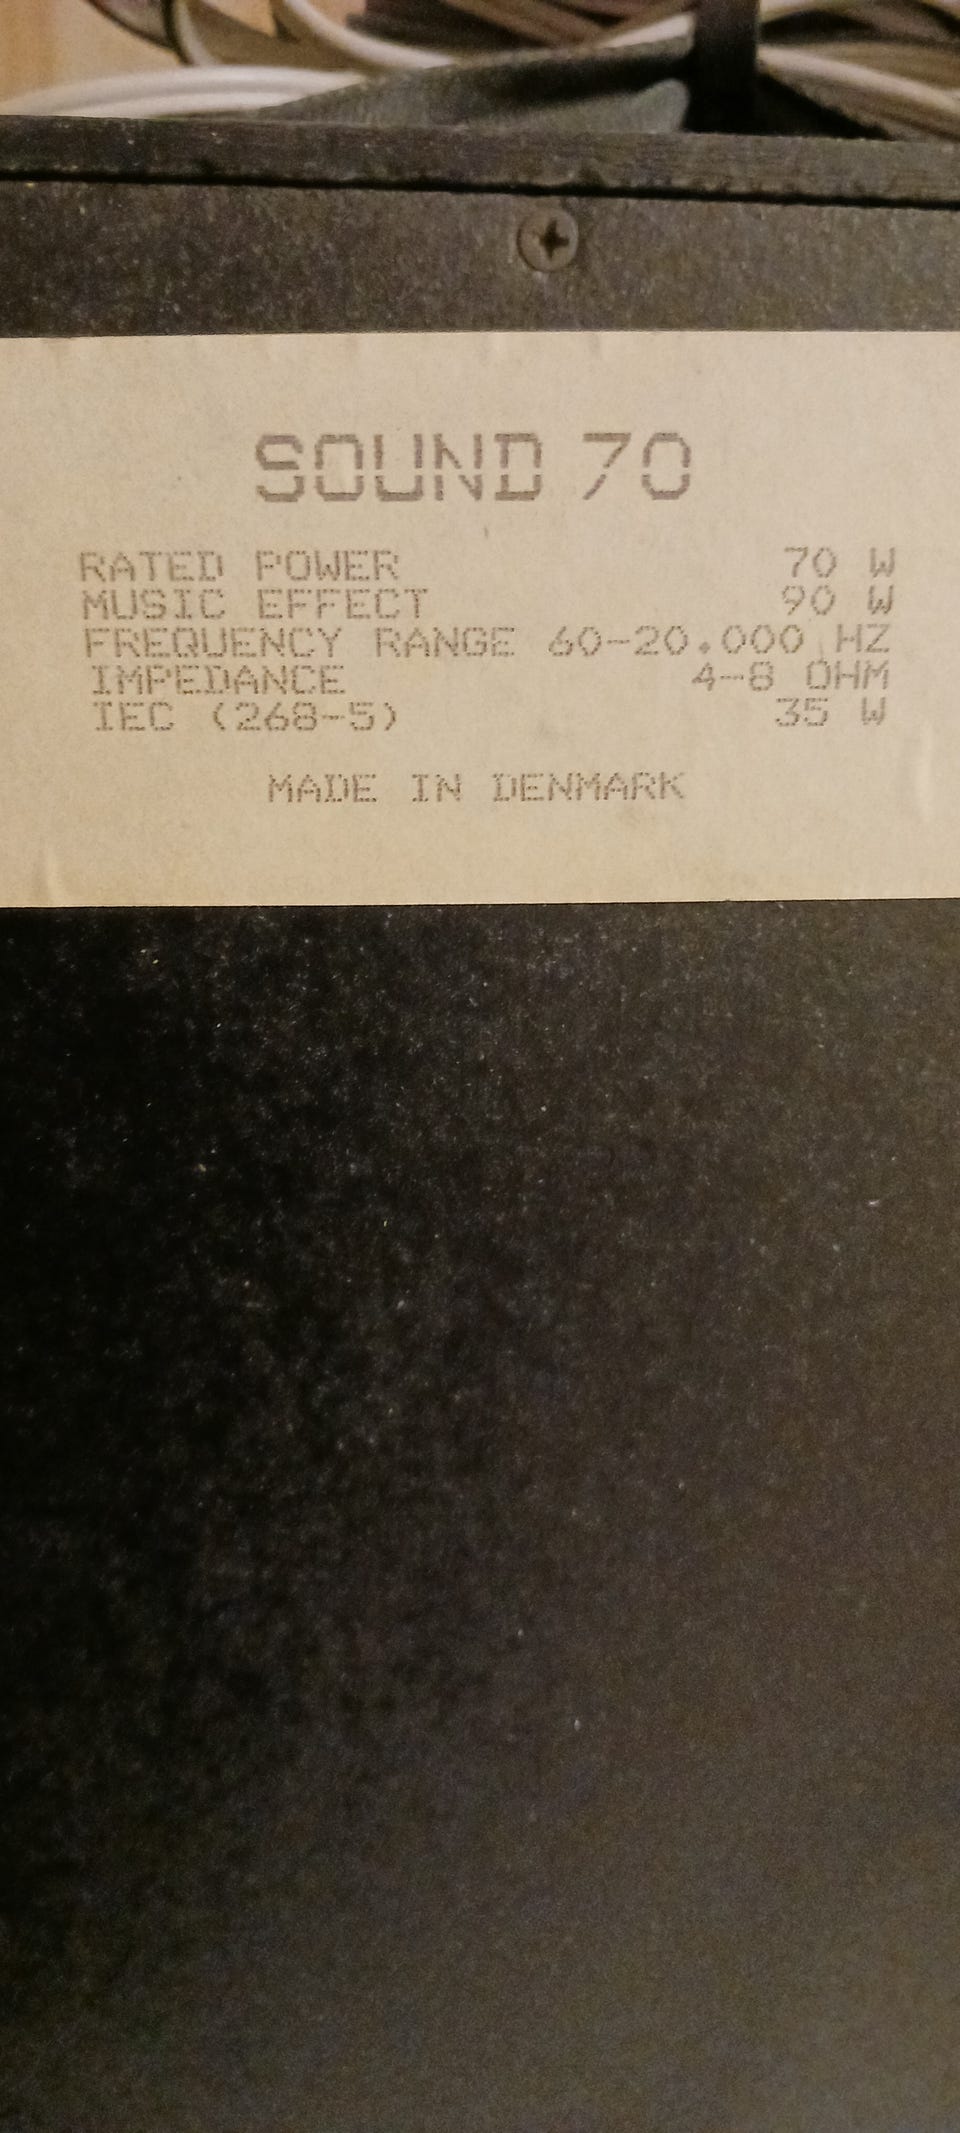 SOUND 70
RATED POWER 70 W
MUSIC EFFECT 90 W
FREQUENCY RANGE 60-20.000 HZ
IMPEDANCE 4-8 OHM
IEC (268-5) 35 W
MADE IN DENMARK